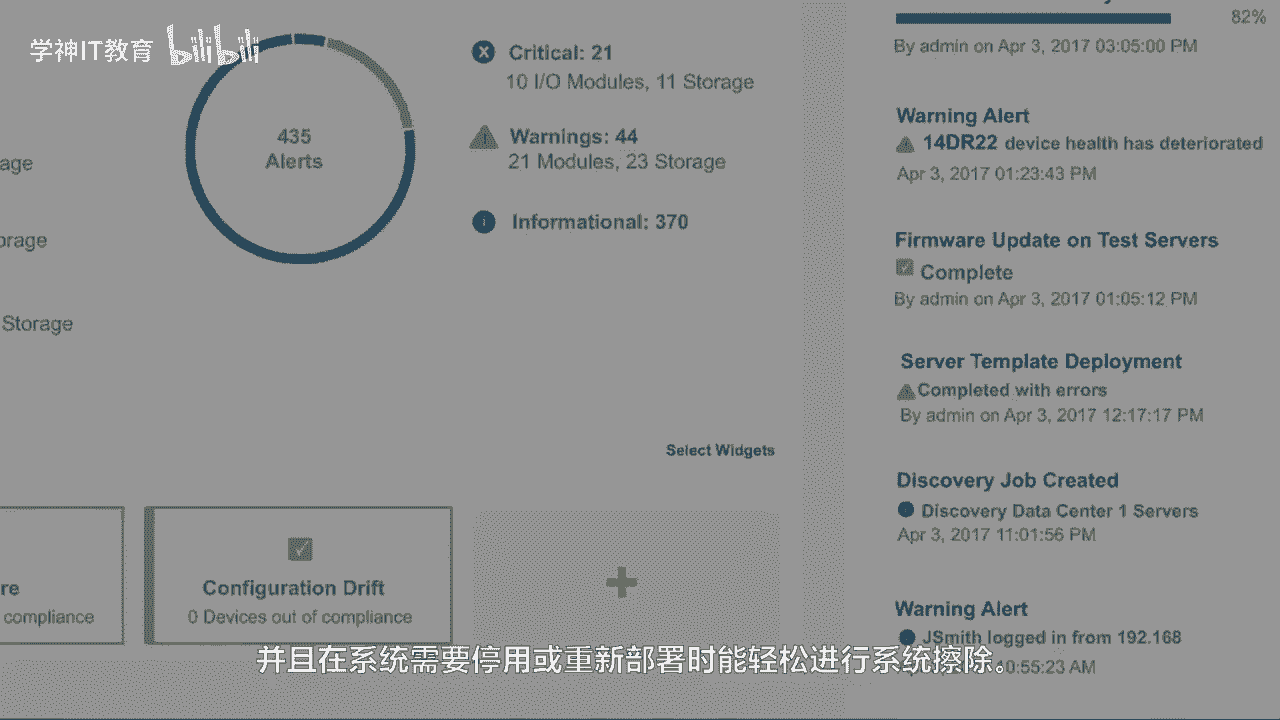 学神IT教育 bilibili
age
orage
Storage
435
Alerts
Critical: 21
10 I/O Modules, 11 Storage
Warnings: 44
21 Modules, 23 Storage
Informational: 370
Select Widgets
re
compliance
Configuration Drift
0 Devices out of compliance
82%
By admin on Apr 3, 2017 03:05:00 PM
Warning Alert
14DR22 device health has deteriorated
Apr 3, 2017 01:23:43 PM
Firmware Update on Test Servers
Complete
By admin on Apr 3, 2017 01:05:12 PM
Server Template Deployment
Completed with errors
By admin on Apr 3, 2017 12:17:17 PM
Discovery Job Created
Discovery Data Center 1 Servers
Apr 3, 2017 11:01:56 PM
Warning Alert
JSmith logged in from 192.168
0:55:23 AM
并且在系统需要停用或重新部署时能轻松进行系统擦除。